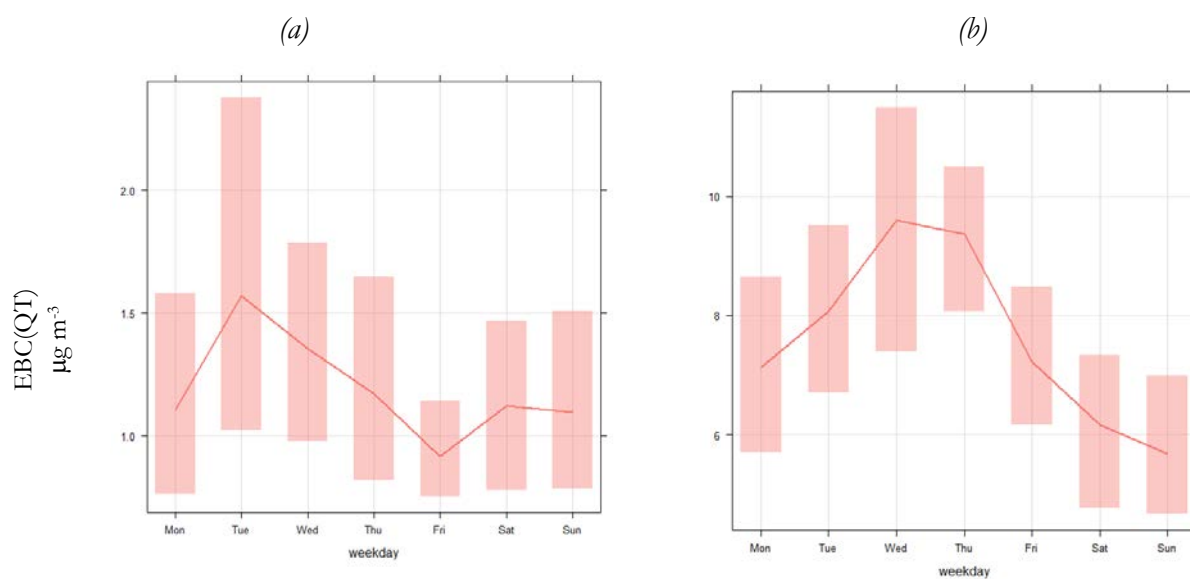 (a)
(b)
EBC(QT)
µg m⁻³
2.0
1.5
1.0
Mon Tue Wed Thu Fri Sat Sun
weekday
10
8
6
Mon Tue Wed Thu Fri Sat Sun
weekday